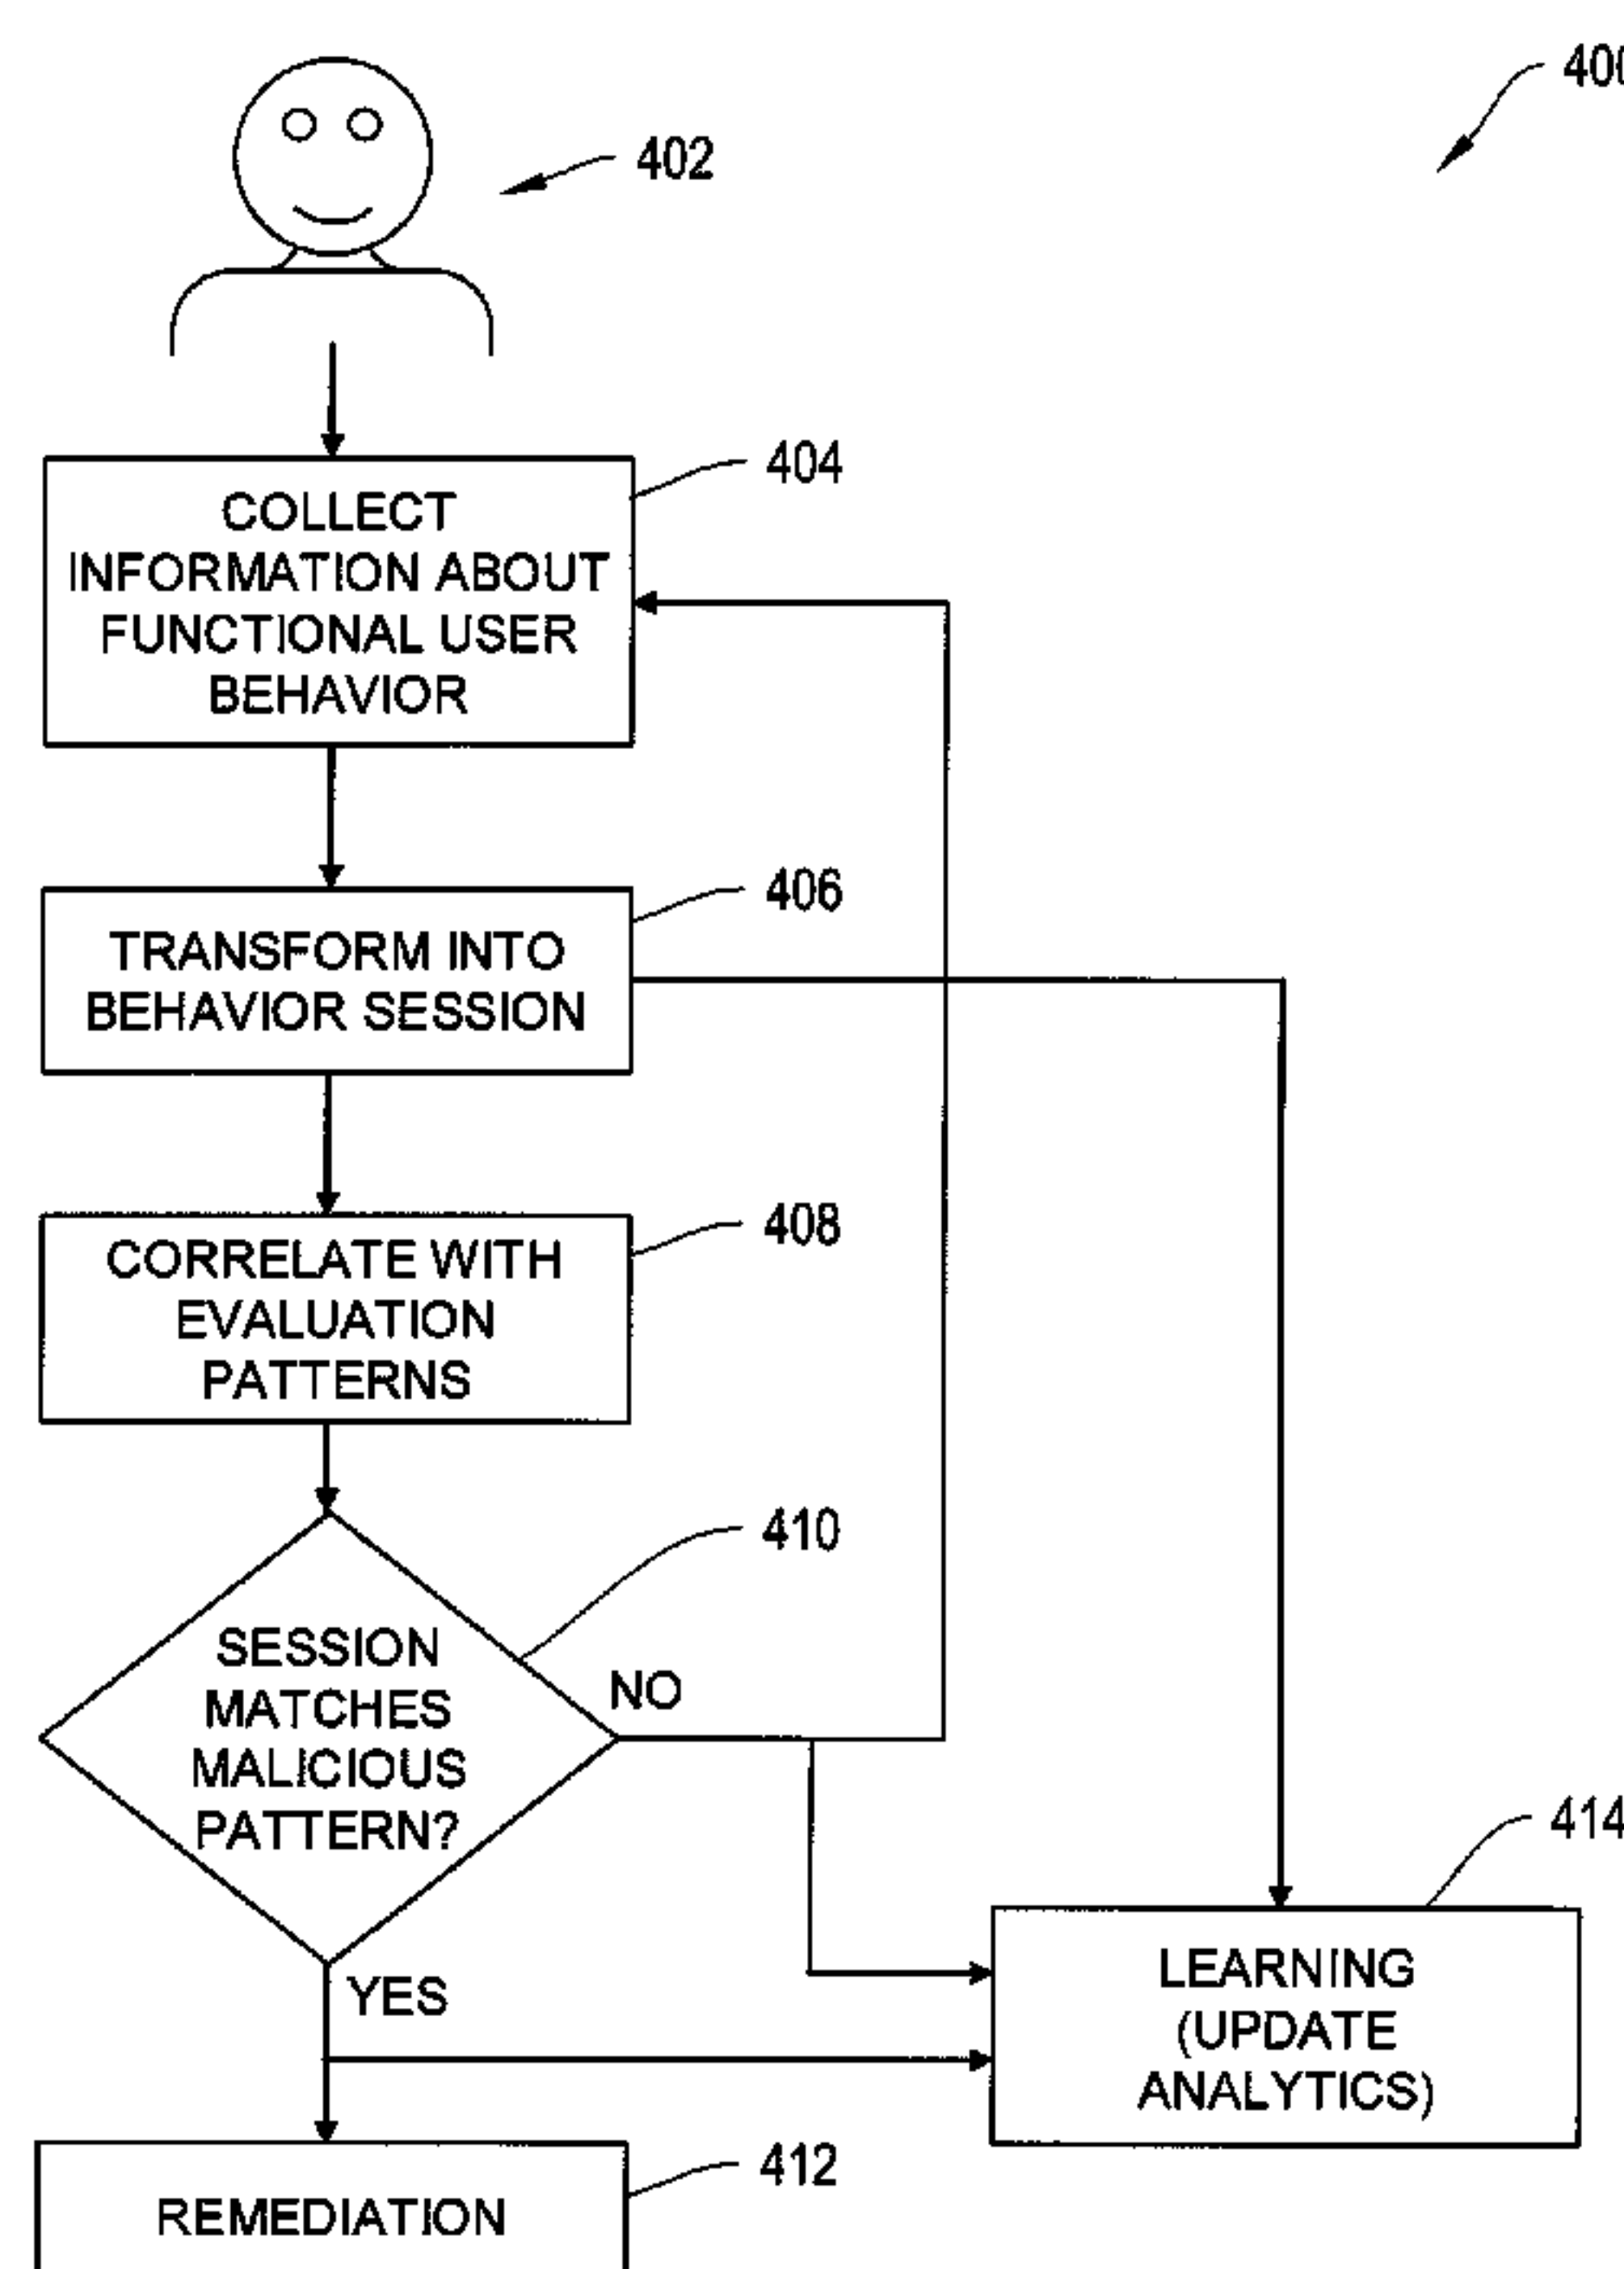 400
402
404
COLLECT
INFORMATION ABOUT
FUNCTIONAL USER
BEHAVIOR
406
TRANSFORM INTO
BEHAVIOR SESSION
408
CORRELATE WITH
EVALUATION
PATTERNS
410
SESSION
MATCHES
MALICIOUS
PATTERN?
NO
YES
414
LEARNING
(UPDATE
ANALYTICS)
412
REMEDIATION